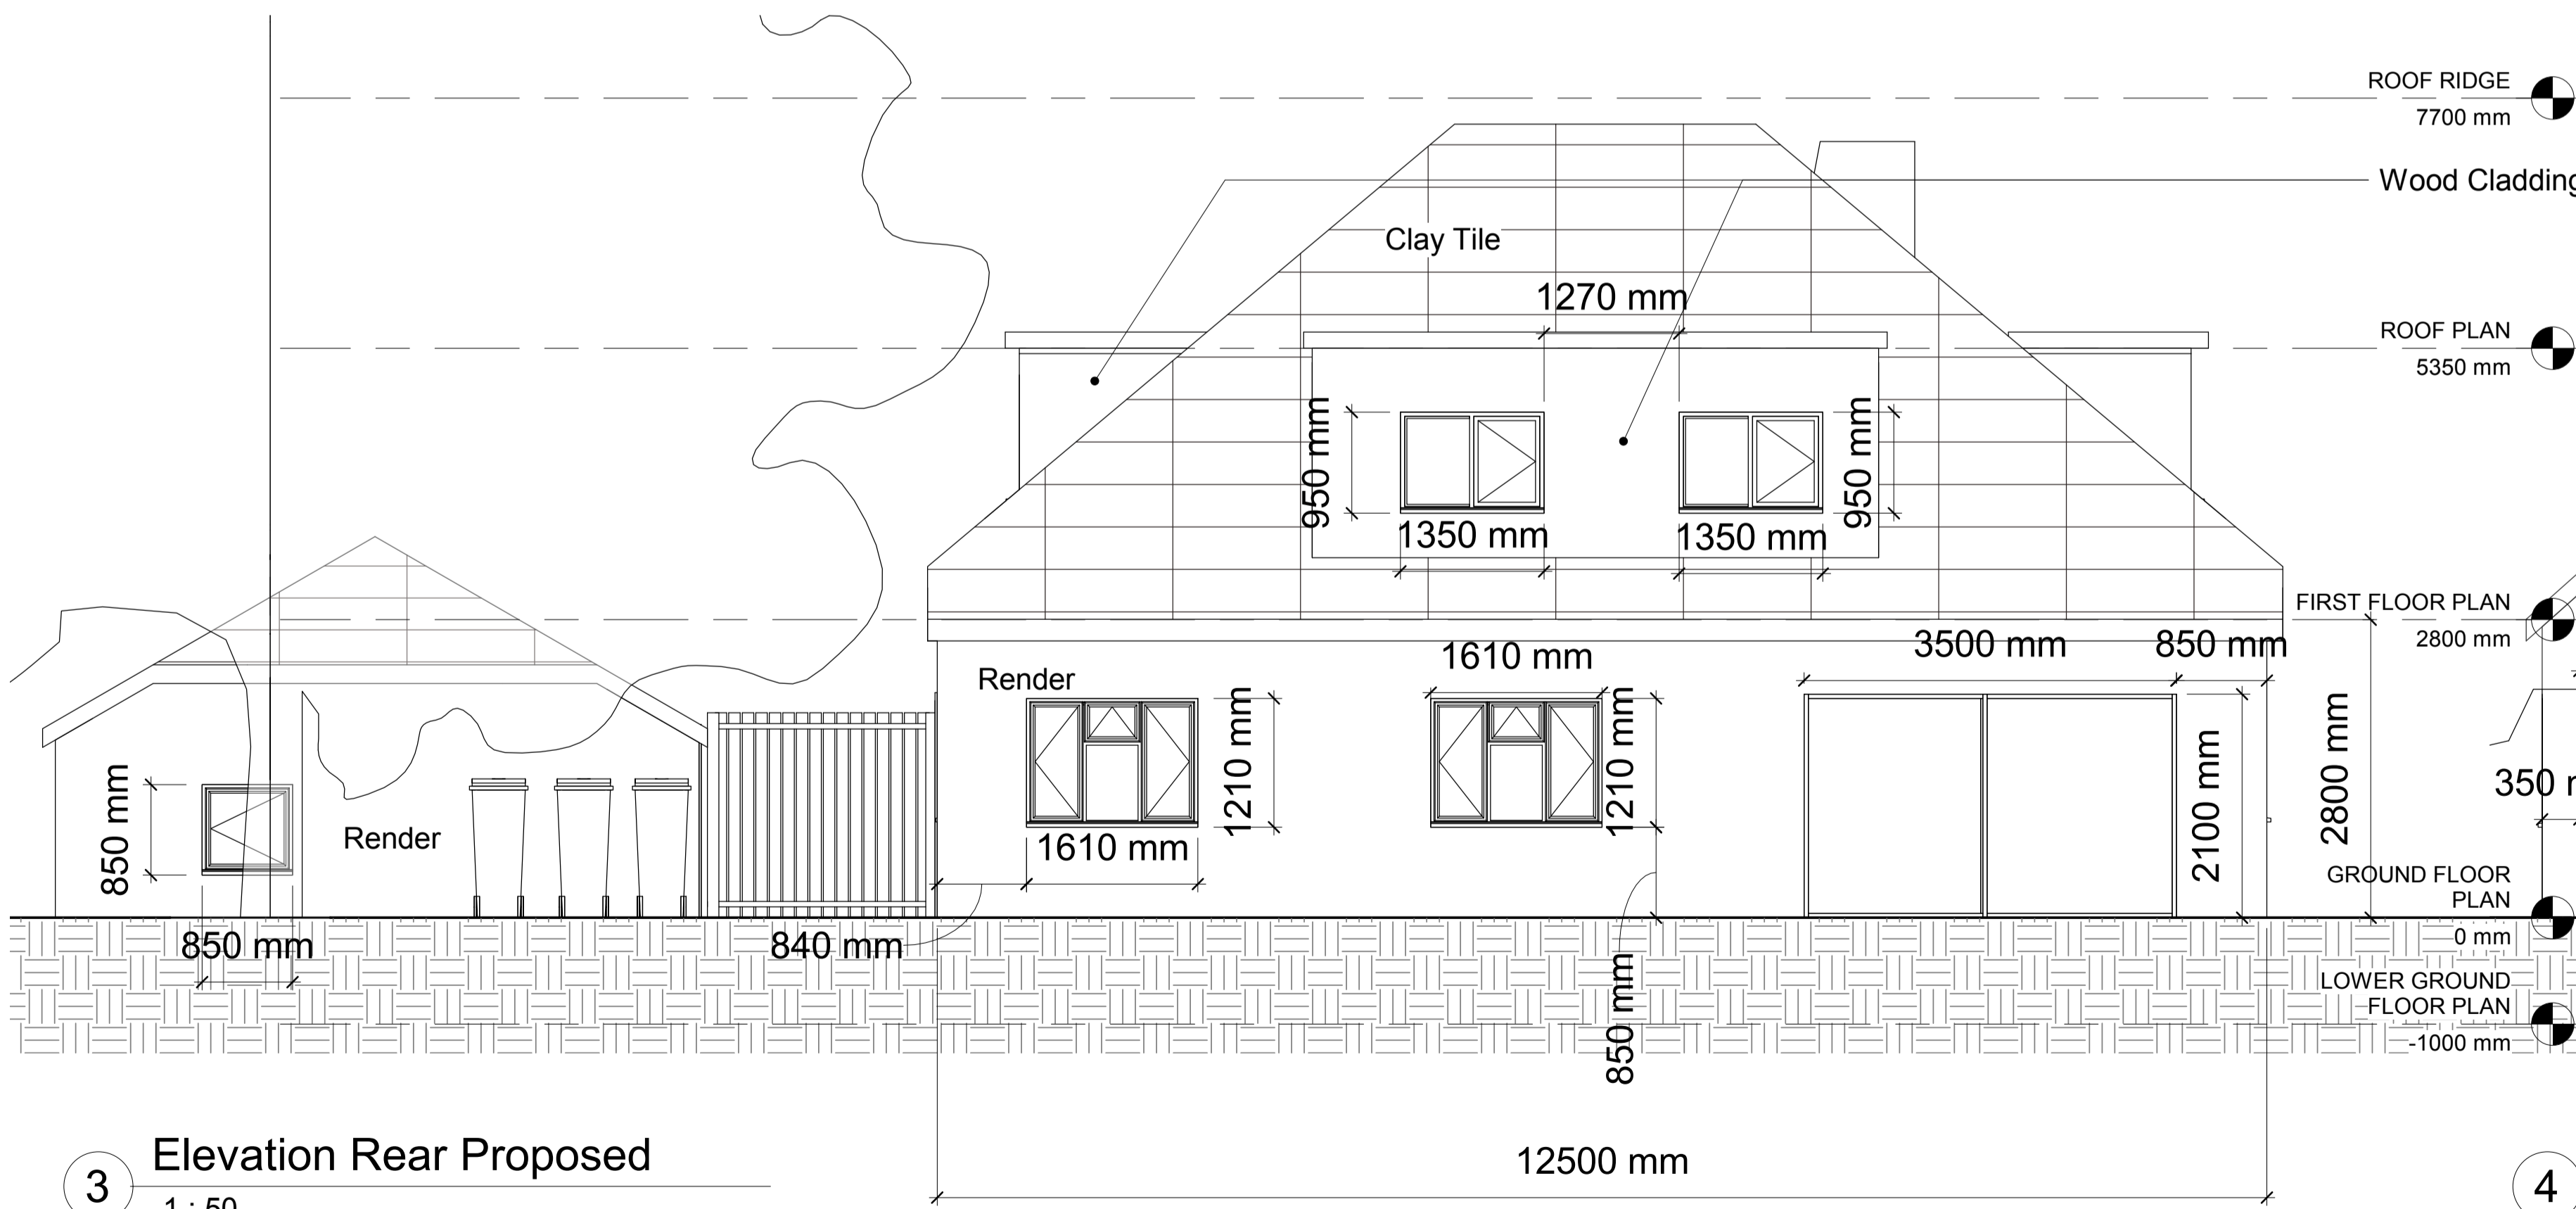 ROOF RIDGE
7700 mm
Wood Cladding
Clay Tile
1270 mm
ROOF PLAN
5350 mm
950 mm
950 mm
1350 mm
1350 mm
FIRST FLOOR PLAN
2800 mm
3500 mm
850 mm
1610 mm
Render
1210 mm
1210 mm
2100 mm
2800 mm
350 m
850 mm
Render
1610 mm
GROUND FLOOR
PLAN
0 mm
850 mm
840 mm
850 mm
LOWER GROUND
FLOOR PLAN
-1000 mm
3
Elevation Rear Proposed
1 : 50
12500 mm
4